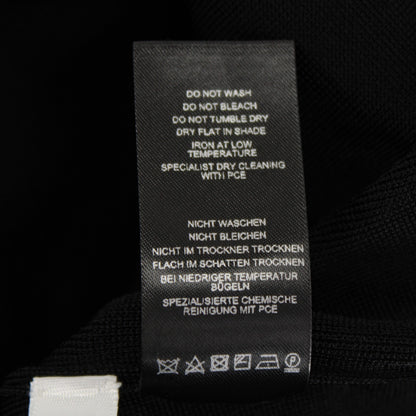 DO NOT WASH
DO NOT BLEACH
DO NOT TUMBLE DRY
DRY FLAT IN SHADE
IRON AT LOW
TEMPERATURE
SPECIALIST DRY CLEANING
WITH PCE
NICHT WASCHEN
NICHT BLEICHEN
NICHT IM TROCKNER TROCKNEN
FLACH IM SCHATTEN TROCKNEN
BEI NIEDRIGER TEMPERATUR
BÜGELN
SPEZIALISIERTE CHEMISCHE
REINIGUNG MIT PCE
P